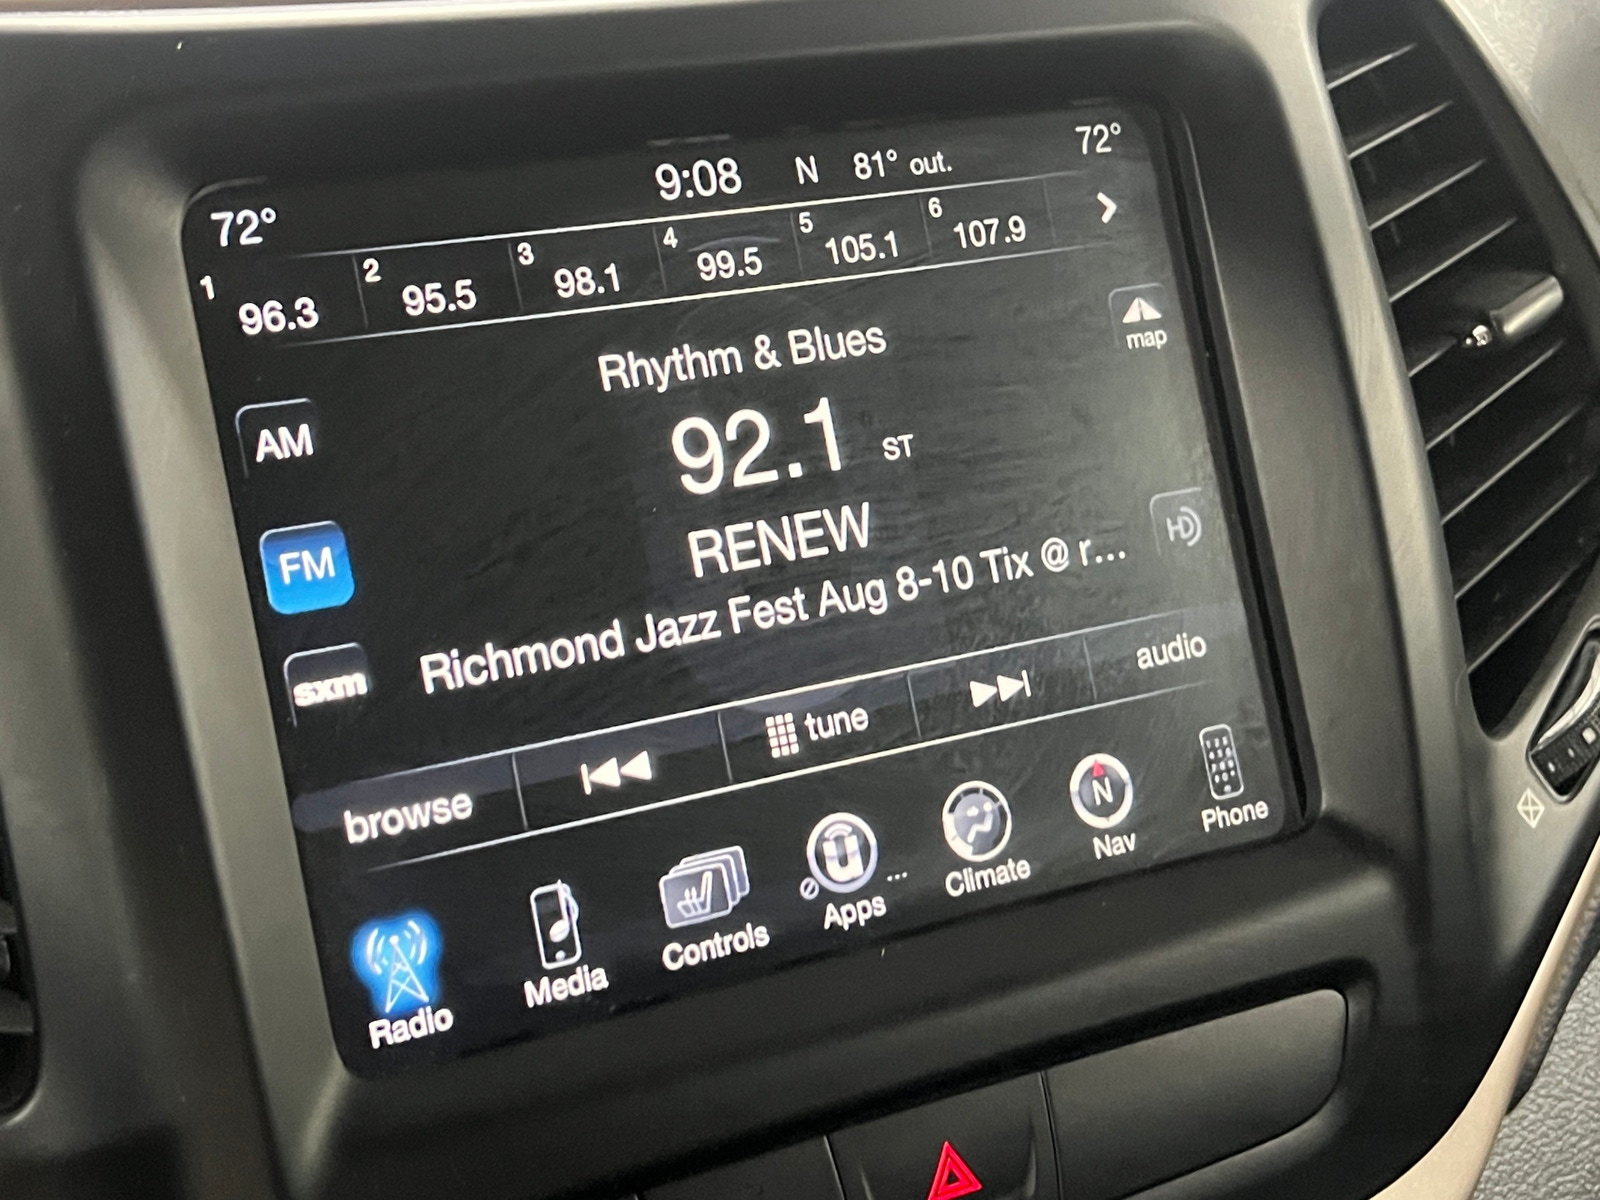 72° 9:08 N 81° out. 72°
1 96.3 2 95.5 3 98.1 4 99.5 5 105.1 6 107.9
map
Rhythm & Blues
AM
92.1 ST
FM
RENEW
HD
Richmond Jazz Fest Aug 8-10 Tix @ r...
sxm
browse tune audio
Radio Media Controls Apps ... Climate N Nav Phone